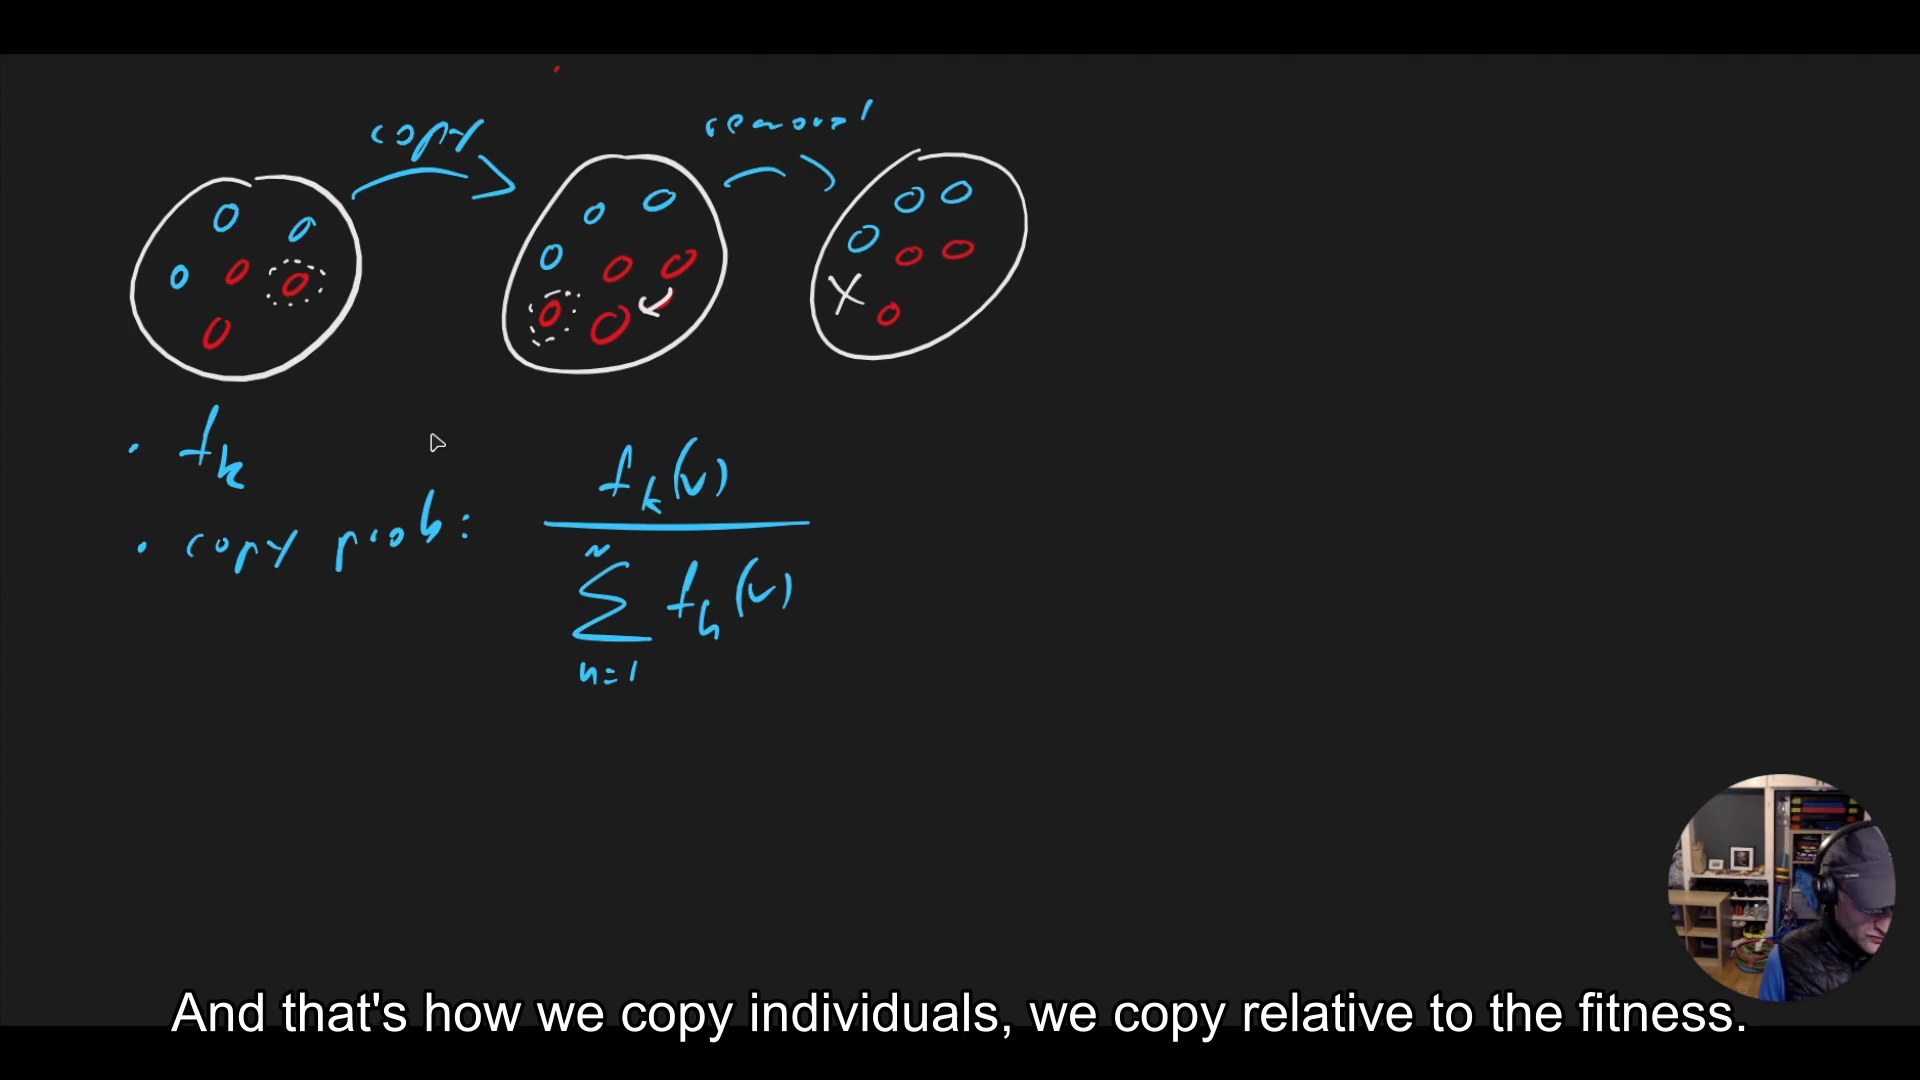 copy
removal
X
• f_k
• copy prob: f_k(v) / ∑_{n=1}^{N} f_n(v)
And that's how we copy individuals, we copy relative to the fitness.